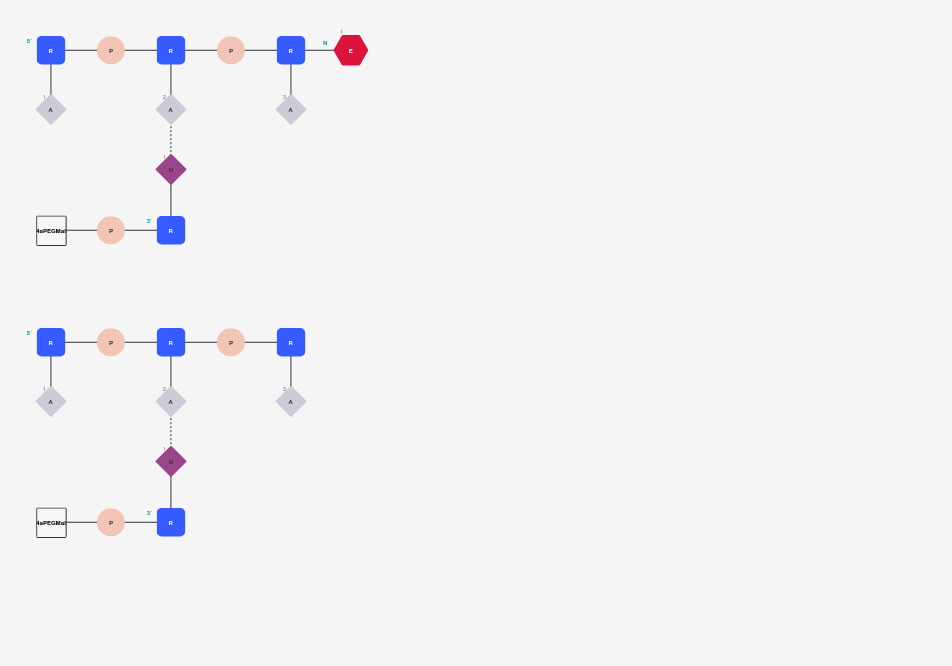 5' R P R P R N 1 E
1 A 2 A 3 A
1 U
4aPEGMal P 3' R
5' R P R P R
1 A 2 A 3 A
1 U
4aPEGMal P 3' R